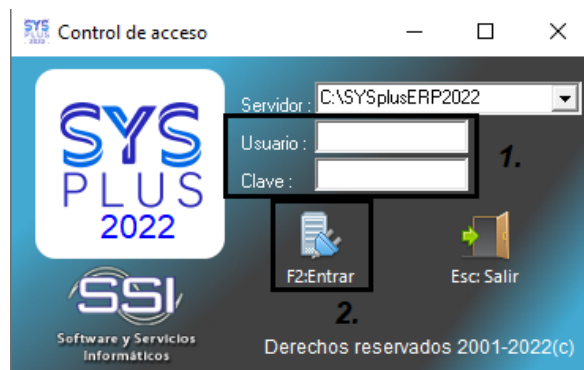 SYS
PLUS
2022
Control de acceso
SYS
PLUS
2022
Servidor : C:\SYSplusERP2022
Usuario :
Clave :
1.
F2:Entrar
Esc: Salir
2.
SSI
Software y Servicios
Informáticos
Derechos reservados 2001-2022(c)